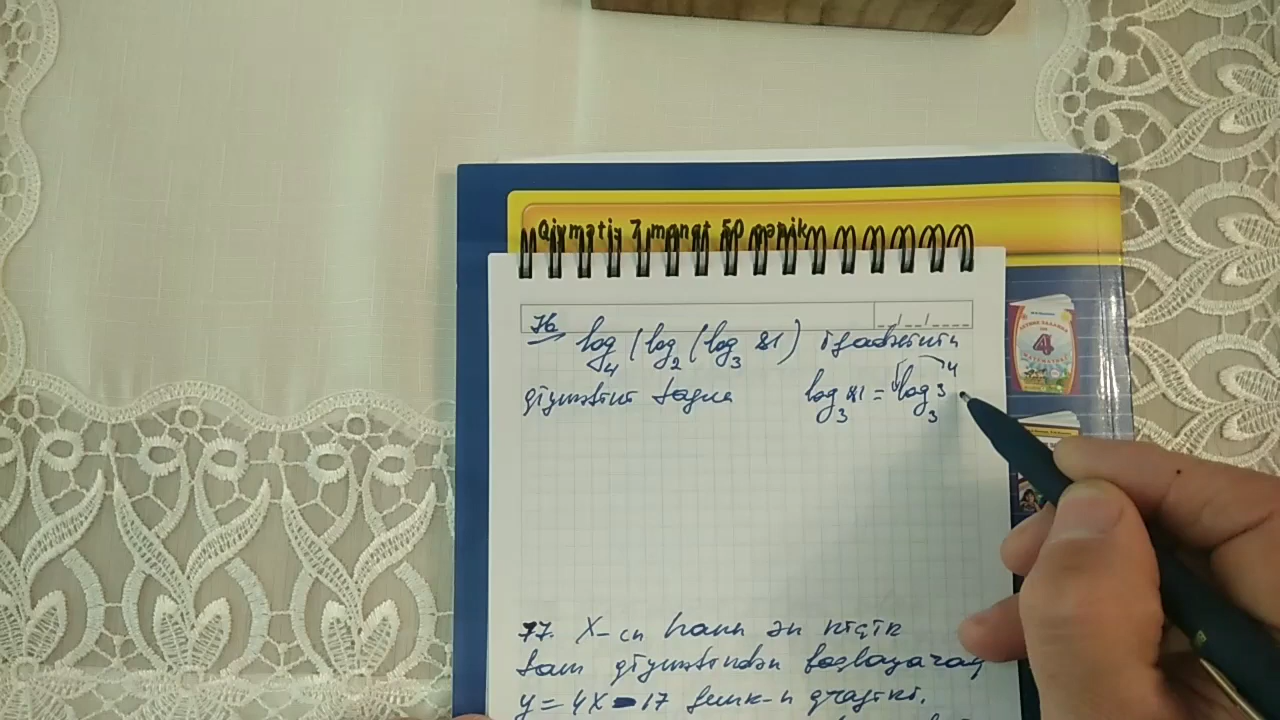 Qiymətiy 7 manat 50 qəpik
76 log₄(log₂(log₃ 81) ifadəsinin
qiymətini tapın log₃ 81 = log₃ 3⁴
4
77. X-in hansı ən kiçik
tam qiymətindən başlayaraq
y = 4X - 17 funk-n qrafiki,